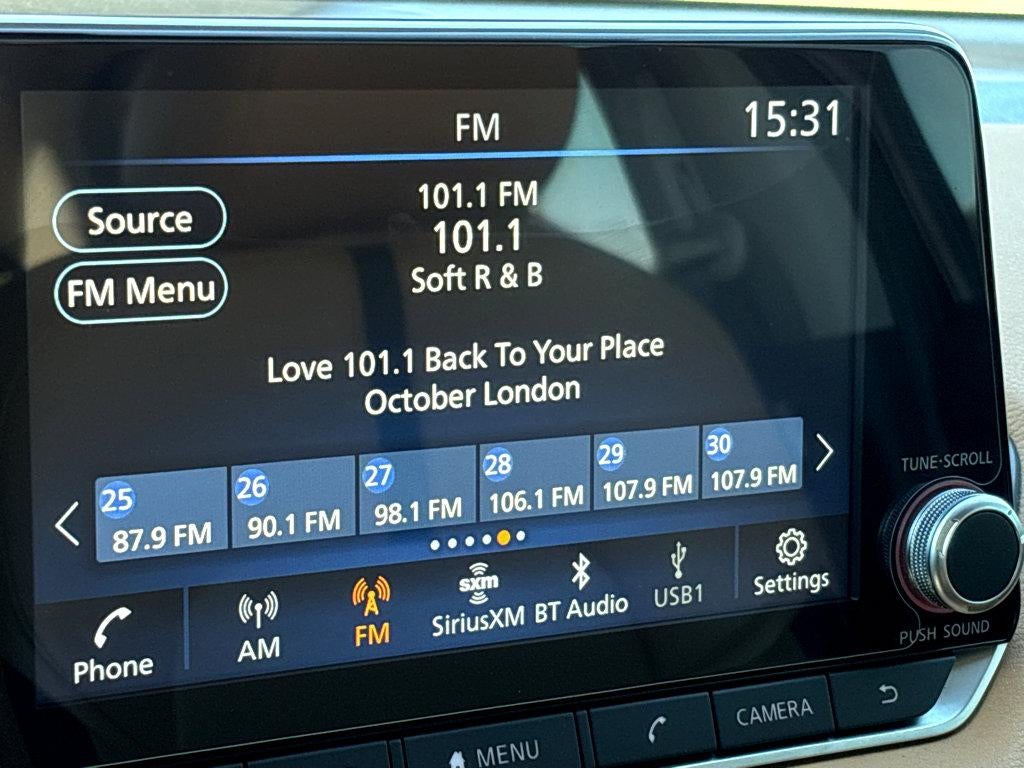 FM
15:31
Source
FM Menu
101.1 FM
101.1
Soft R & B
Love 101.1 Back To Your Place
October London
25
87.9 FM
26
90.1 FM
27
98.1 FM
28
106.1 FM
29
107.9 FM
30
107.9 FM
Phone
AM
FM
sxm
SiriusXM
BT Audio
USB1
Settings
TUNE·SCROLL
PUSH SOUND
MENU
CAMERA